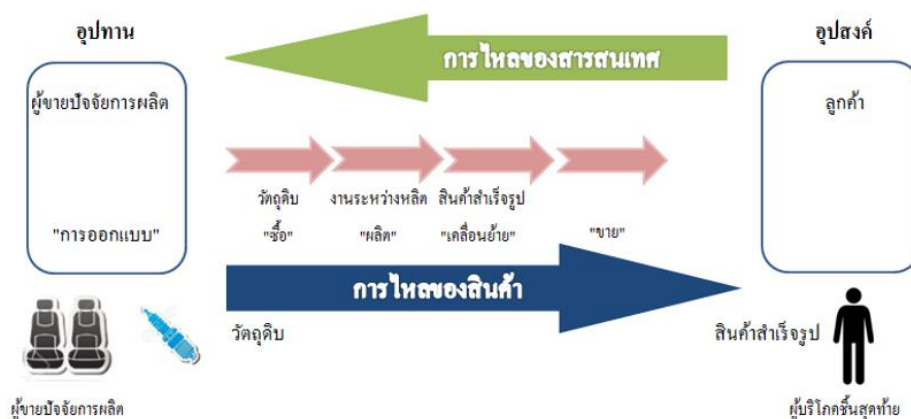 อุปทาน
อุปสงค์
การไหลของสารสนเทศ
ผู้ขายปัจจัยการผลิต
ลูกค้า
วัตถุดิบ งานระหว่างหลิต สินค้าสำเร็จรูป
"การออกแบบ" "ซื้อ" "ผลิต" "เคลื่อนย้าย" "ขาย"
การไหลของสินค้า
วัตถุดิบ
สินค้าสำเร็จรูป
ผู้ขายปัจจัยการผลิต
ผู้บริโภคชิ้นสุดท้าย